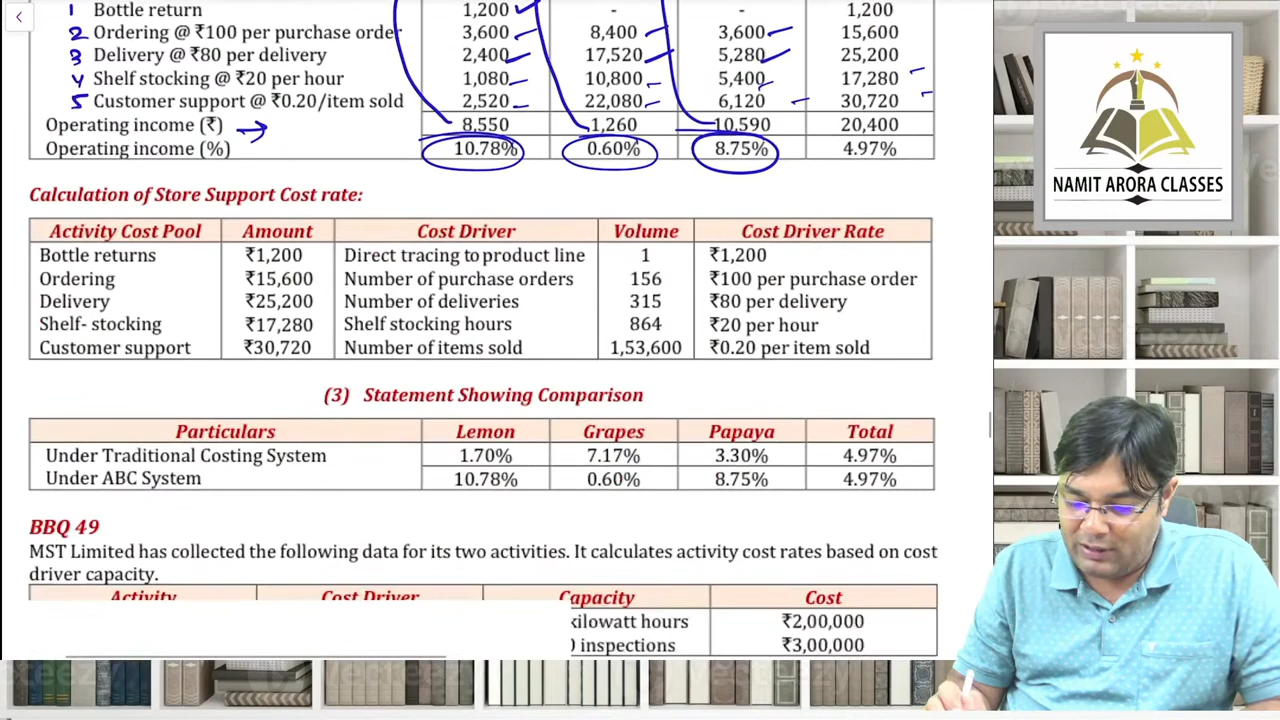 1 Bottle return 1,200 - - 1,200
2 Ordering @ ₹100 per purchase order 3,600 8,400 3,600 15,600
3 Delivery @ ₹80 per delivery 2,400 17,520 5,280 25,200
4 Shelf stocking @ ₹20 per hour 1,080 10,800 5,400 17,280
5 Customer support @ ₹0.20/item sold 2,520 22,080 6,120 30,720
Operating income (₹) 8,550 1,260 10,590 20,400
Operating income (%) 10.78% 0.60% 8.75% 4.97%
Calculation of Store Support Cost rate:
Activity Cost Pool Amount Cost Driver Volume Cost Driver Rate
Bottle returns ₹1,200 Direct tracing to product line 1 ₹1,200
Ordering ₹15,600 Number of purchase orders 156 ₹100 per purchase order
Delivery ₹25,200 Number of deliveries 315 ₹80 per delivery
Shelf- stocking ₹17,280 Shelf stocking hours 864 ₹20 per hour
Customer support ₹30,720 Number of items sold 1,53,600 ₹0.20 per item sold
(3) Statement Showing Comparison
Particulars Lemon Grapes Papaya Total
Under Traditional Costing System 1.70% 7.17% 3.30% 4.97%
Under ABC System 10.78% 0.60% 8.75% 4.97%
BBQ 49
MST Limited has collected the following data for its two activities. It calculates activity cost rates based on cost
driver capacity.
Activity Cost Driver Capacity Cost
kilowatt hours ₹2,00,000
inspections ₹3,00,000
NAMIT ARORA CLASSES